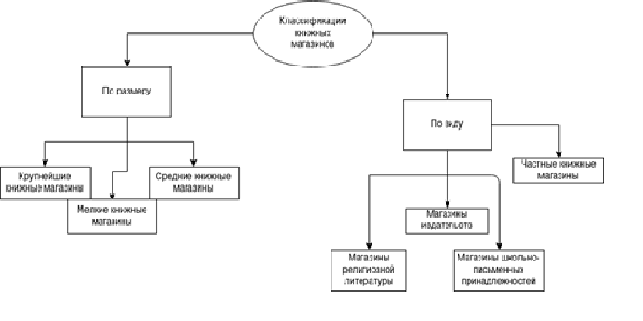 Классификации
книжных
магазинов
По размеру
По виду
Крупнейшие
книжные магазины
Средние книжные
магазины
Мелкие книжные
магазины
Частные книжные
магазины
Магазины
издательств
Магазины
религиозной
литературы
Магазины школьно-
письменных
принадлежностей